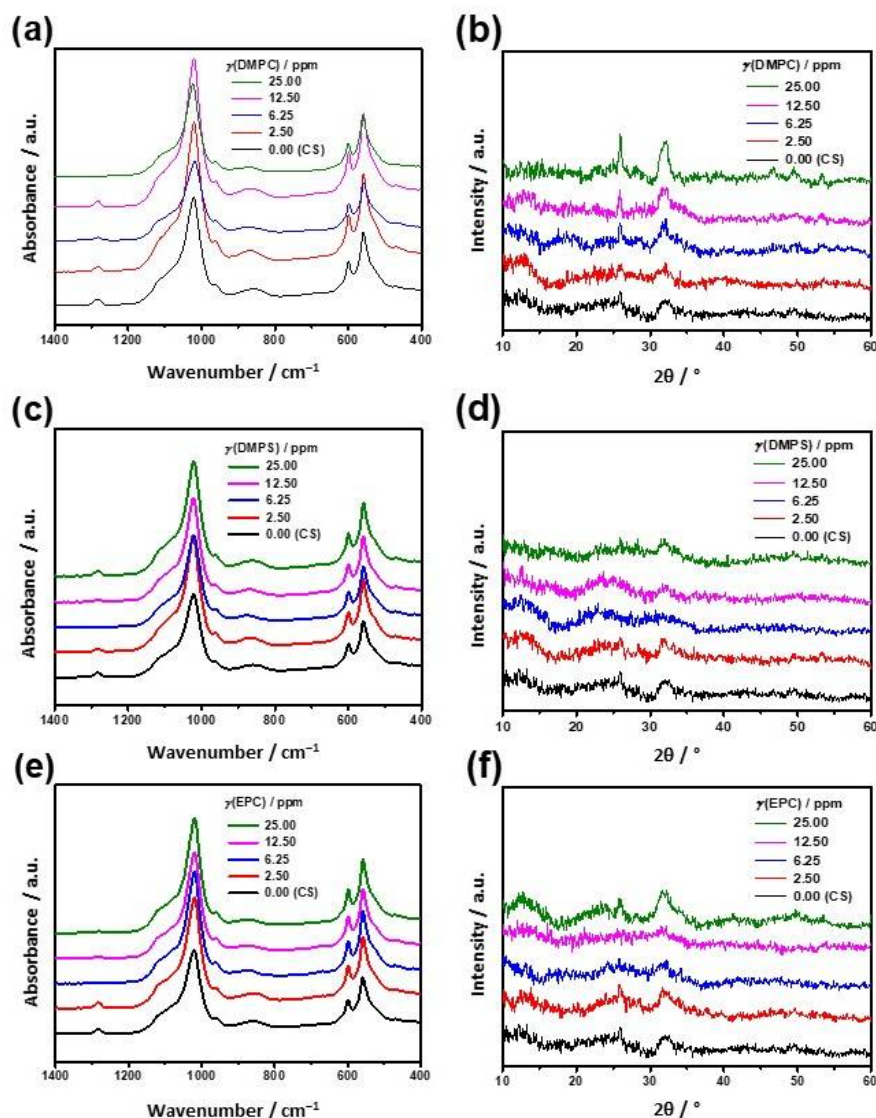 (a)
γ(DMPC) / ppm
25.00
12.50
6.25
2.50
0.00 (CS)
Absorbance / a.u.
1400 1200 1000 800 600 400
Wavenumber / cm⁻¹
(b)
γ(DMPC) / ppm
25.00
12.50
6.25
2.50
0.00 (CS)
Intensity / a.u.
10 20 30 40 50 60
2θ / °
(c)
γ(DMPS) / ppm
25.00
12.50
6.25
2.50
0.00 (CS)
Absorbance / a.u.
1400 1200 1000 800 600 400
Wavenumber / cm⁻¹
(d)
γ(DMPS) / ppm
25.00
12.50
6.25
2.50
0.00 (CS)
Intensity / a.u.
10 20 30 40 50 60
2θ / °
(e)
γ(EPC) / ppm
25.00
12.50
6.25
2.50
0.00 (CS)
Absorbance / a.u.
1400 1200 1000 800 600 400
Wavenumber / cm⁻¹
(f)
γ(EPC) / ppm
25.00
12.50
6.25
2.50
0.00 (CS)
Intensity / a.u.
10 20 30 40 50 60
2θ / °